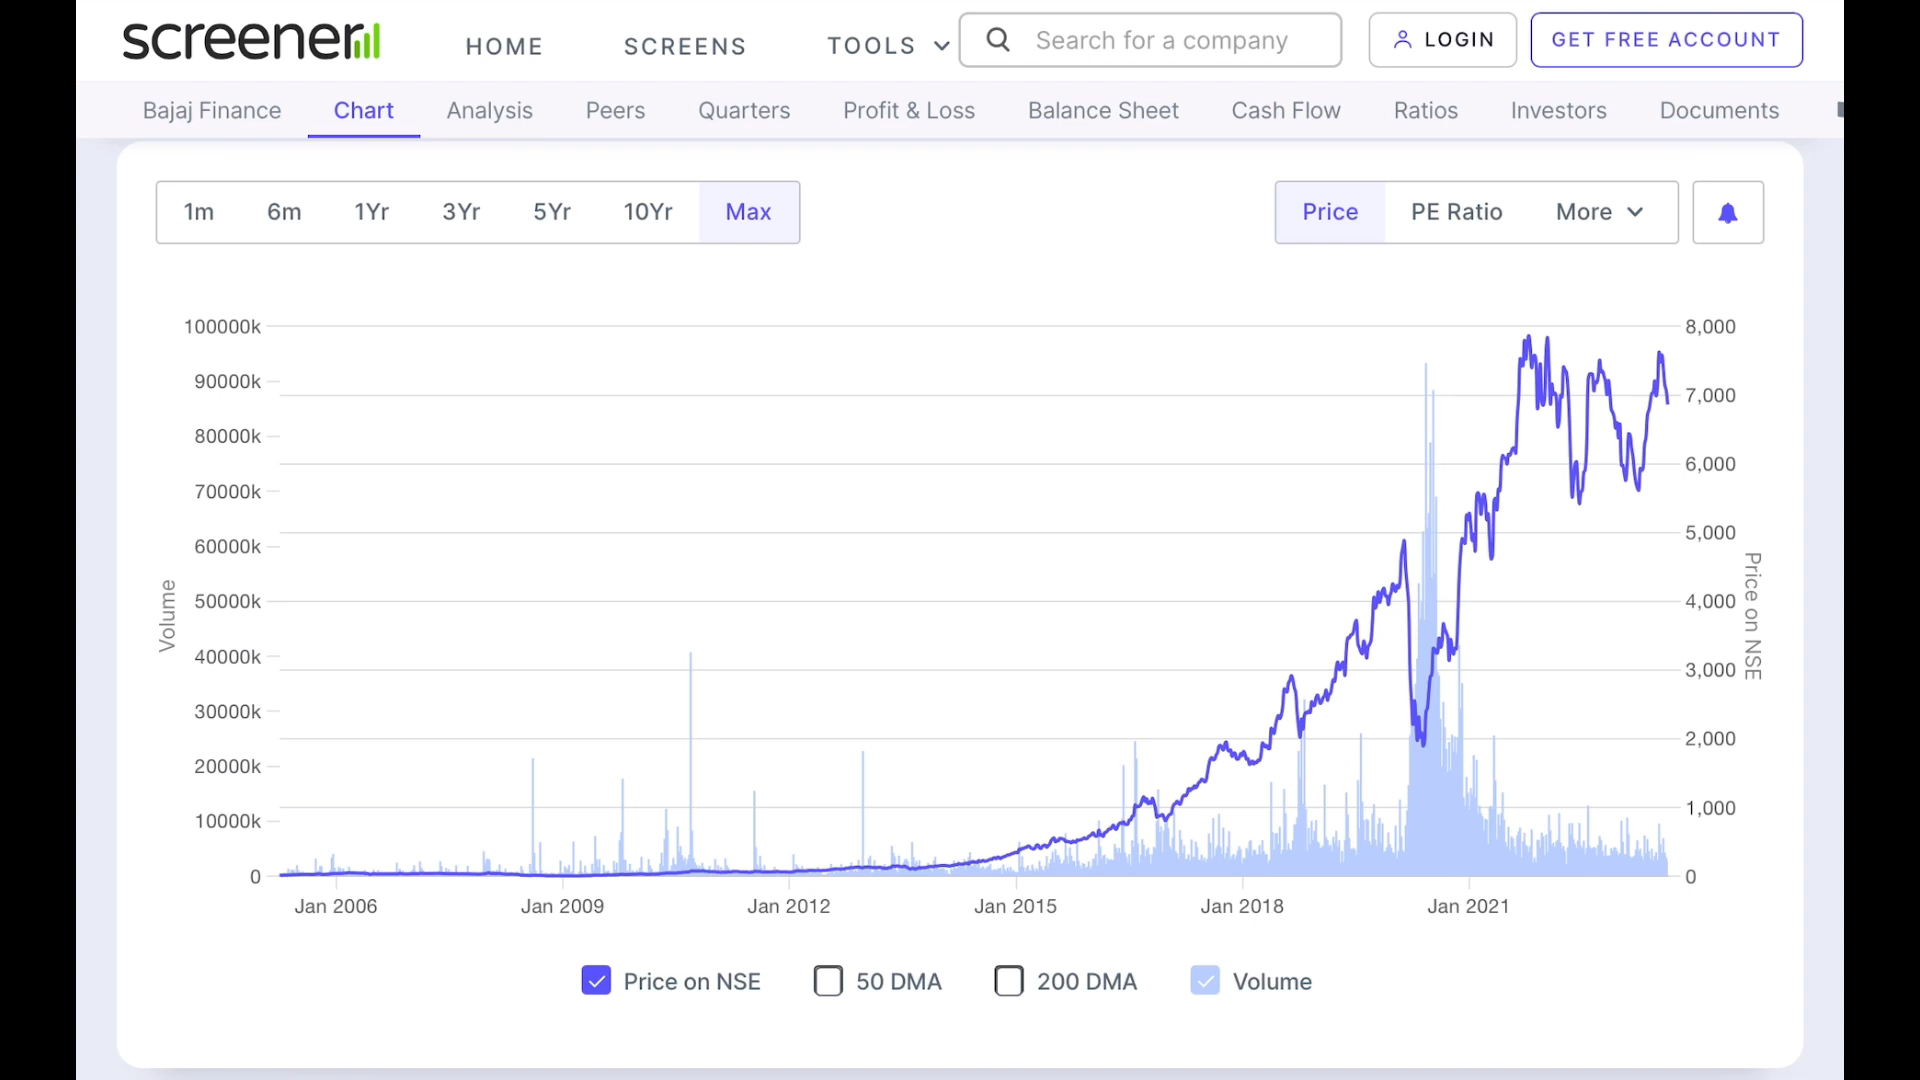 screener
HOME SCREENS TOOLS Search for a company LOGIN GET FREE ACCOUNT
Bajaj Finance Chart Analysis Peers Quarters Profit & Loss Balance Sheet Cash Flow Ratios Investors Documents
1m 6m 1Yr 3Yr 5Yr 10Yr Max Price PE Ratio More
100000k 8,000
90000k 7,000
80000k 6,000
70000k 5,000
60000k 4,000
50000k 3,000
40000k 2,000
30000k 1,000
20000k 0
10000k
0
Volume
Price on NSE
Jan 2006 Jan 2009 Jan 2012 Jan 2015 Jan 2018 Jan 2021
Price on NSE 50 DMA 200 DMA Volume